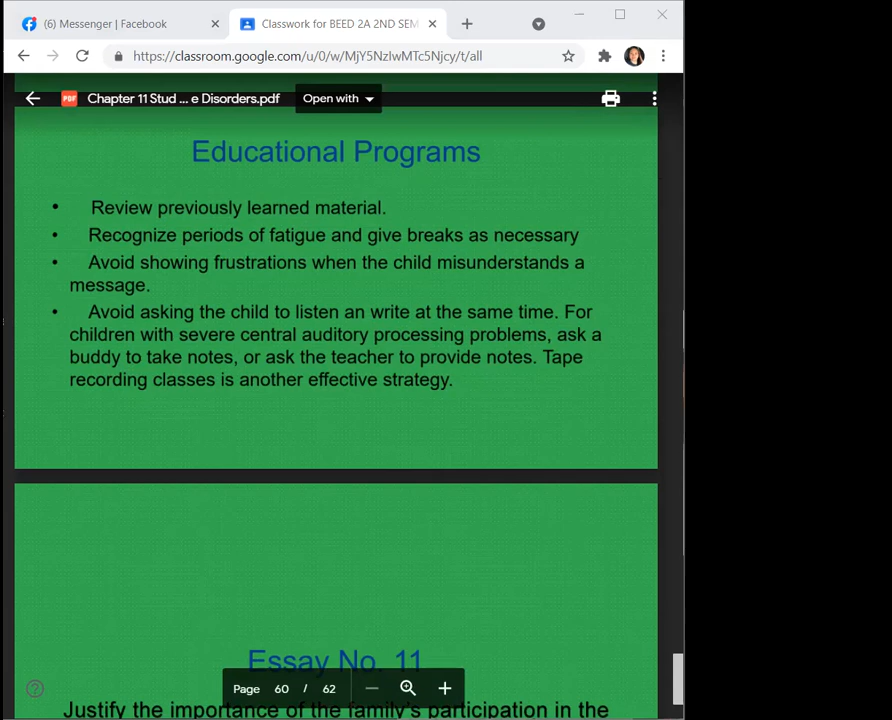 (6) Messenger | Facebook
Classwork for BEED 2A 2ND SEM
https://classroom.google.com/u/0/w/MjY5NzIwMTc5Njcy/t/all
PDF Chapter 11 Stud ... e Disorders.pdf Open with
Educational Programs
• Review previously learned material.
• Recognize periods of fatigue and give breaks as necessary
• Avoid showing frustrations when the child misunderstands a
message.
• Avoid asking the child to listen an write at the same time. For
children with severe central auditory processing problems, ask a
buddy to take notes, or ask the teacher to provide notes. Tape
recording classes is another effective strategy.
Essay No. 11
Page 60 / 62
Justify the importance of the family's participation in the